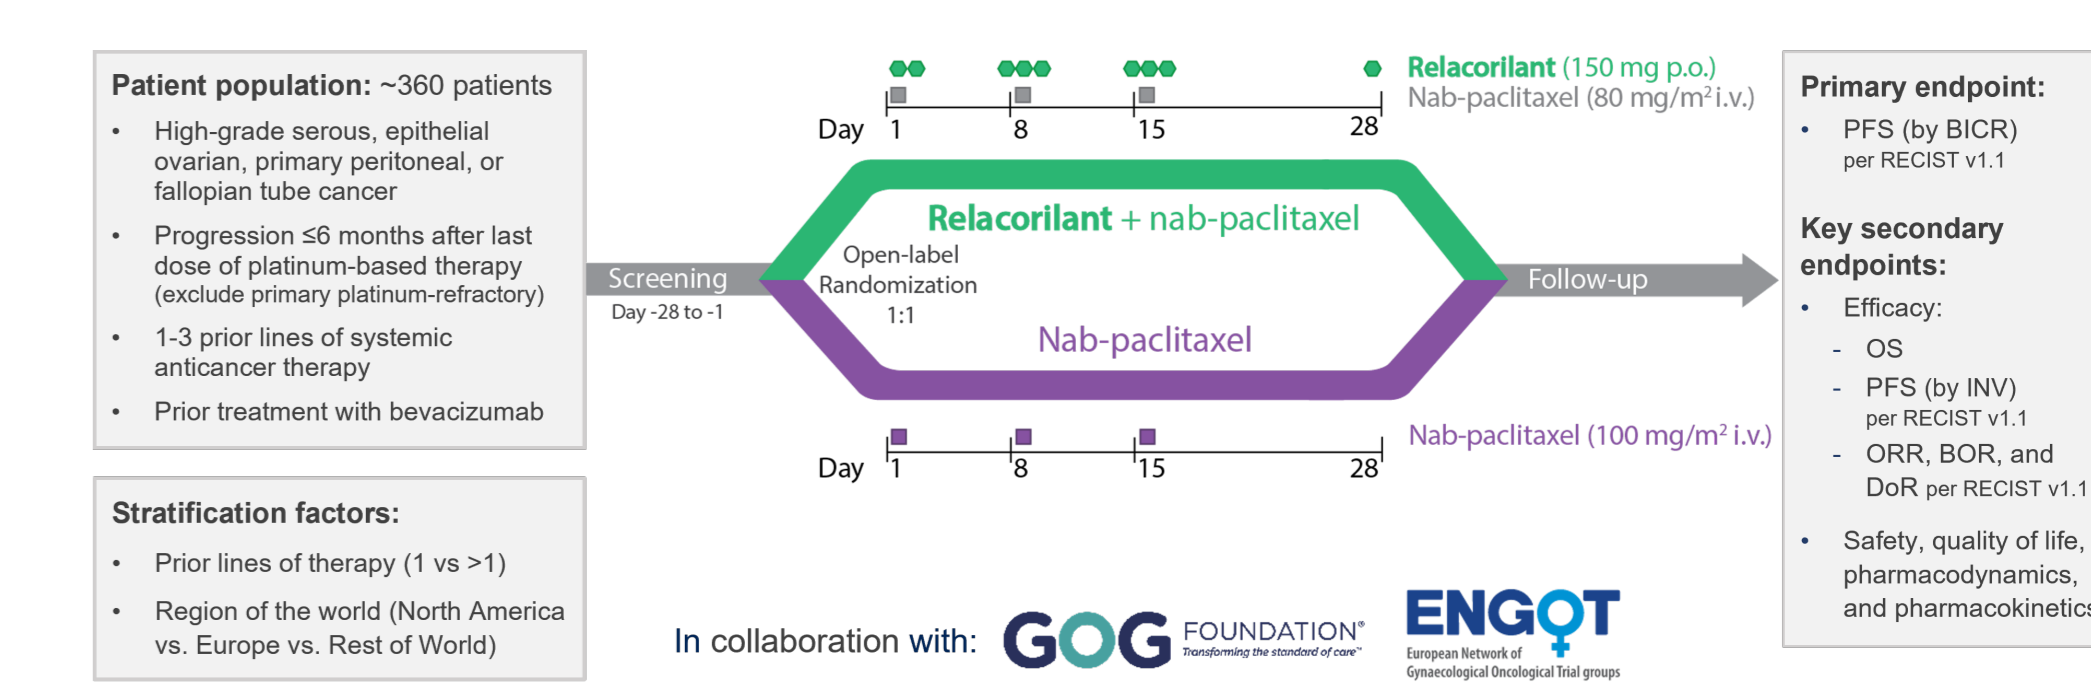 Patient population: ~360 patients
• High-grade serous, epithelial
ovarian, primary peritoneal, or
fallopian tube cancer
• Progression ≤6 months after last
dose of platinum-based therapy
(exclude primary platinum-refractory)
• 1-3 prior lines of systemic
anticancer therapy
• Prior treatment with bevacizumab
Stratification factors:
• Prior lines of therapy (1 vs >1)
• Region of the world (North America
vs. Europe vs. Rest of World)
Screening
Day -28 to -1
Relacorilant (150 mg p.o.)
Nab-paclitaxel (80 mg/m² i.v.)
Day 1 8 15 28
Relacorilant + nab-paclitaxel
Open-label
Randomization
1:1
Nab-paclitaxel
Follow-up
Nab-paclitaxel (100 mg/m² i.v.)
Day 1 8 15 28
In collaboration with:
GOG FOUNDATION®
Transforming the standard of care™
ENGOT
European Network of
Gynaecological Oncological Trial groups
Primary endpoint:
• PFS (by BICR)
per RECIST v1.1
Key secondary
endpoints:
• Efficacy:
- OS
- PFS (by INV)
per RECIST v1.1
- ORR, BOR, and
DoR per RECIST v1.1
• Safety, quality of life,
pharmacodynamics,
and pharmacokinetics